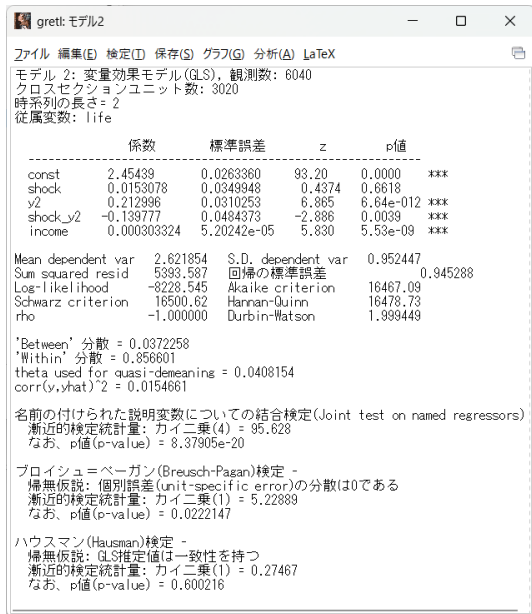 gretl: モデル2
ファイル 編集(E) 検定(T) 保存(S) グラフ(G) 分析(A) LaTeX
モデル 2: 変量効果モデル(GLS), 観測数: 6040
クロスセクションユニット数: 3020
時系列の長さ= 2
従属変数: life
係数 標準誤差 z p値
const 2.45439 0.0263360 93.20 0.0000 ***
shock 0.0153078 0.0349948 0.4374 0.6618
y2 0.212996 0.0310253 6.865 6.64e-012 ***
shock_y2 −0.139777 0.0484373 −2.886 0.0039 ***
income 0.000303324 5.20242e-05 5.830 5.53e-09 ***
Mean dependent var 2.621854 S.D. dependent var 0.952447
Sum squared resid 5393.587 回帰の標準誤差 0.945288
Log-likelihood −8228.545 Akaike criterion 16467.09
Schwarz criterion 16500.62 Hannan-Quinn 16478.73
rho −1.000000 Durbin-Watson 1.999449
'Between' 分散 = 0.0372258
'Within' 分散 = 0.856601
theta used for quasi-demeaning = 0.0408154
corr(y,yhat)^2 = 0.0154661
名前の付けられた説明変数についての結合検定(Joint test on named regressors)
漸近的検定統計量: カイ二乗(4) = 95.628
なお、p値(p-value) = 8.37905e-20
ブロイシュ=ペーガン(Breusch-Pagan)検定 -
帰無仮説: 個別誤差(unit-specific error)の分散は0である
漸近的検定統計量: カイ二乗(1) = 5.22889
なお、p値(p-value) = 0.0222147
ハウスマン(Hausman)検定 -
帰無仮説: GLS推定値は一致性を持つ
漸近的検定統計量: カイ二乗(1) = 0.27467
なお、p値(p-value) = 0.600216